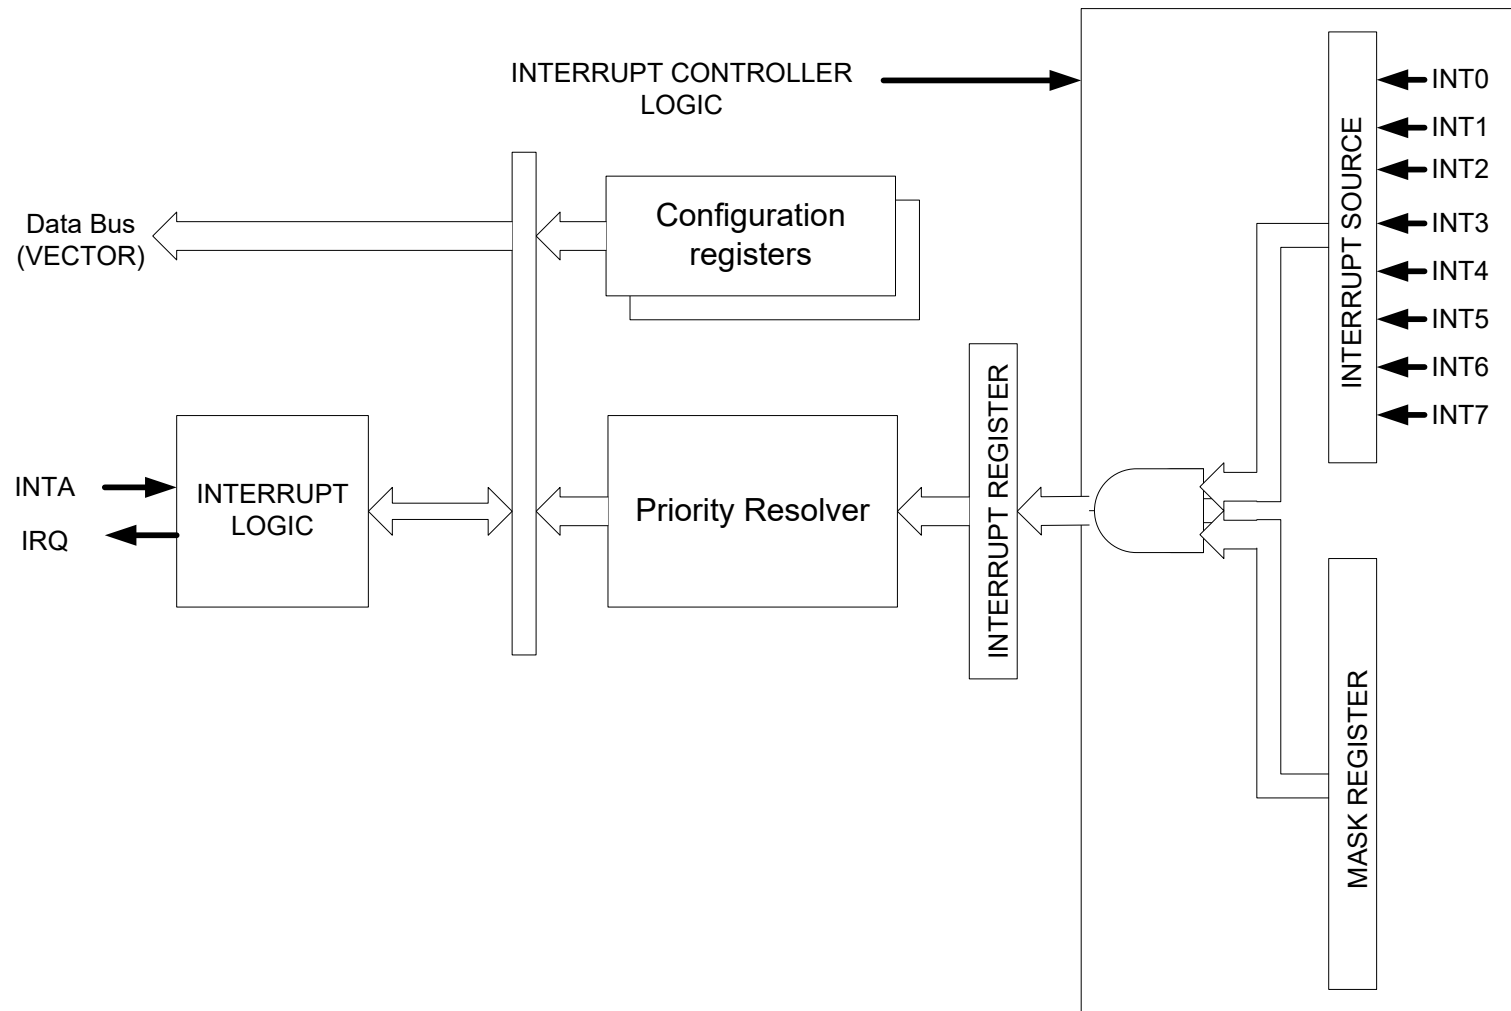 INTERRUPT CONTROLLER
LOGIC
Data Bus
(VECTOR)
Configuration
registers
INTA
IRQ
INTERRUPT
LOGIC
Priority Resolver
INTERRUPT REGISTER
INTERRUPT SOURCE
INT0
INT1
INT2
INT3
INT4
INT5
INT6
INT7
MASK REGISTER